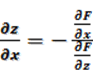 ∂z/∂x = − (∂F/∂x)/(∂F/∂z)